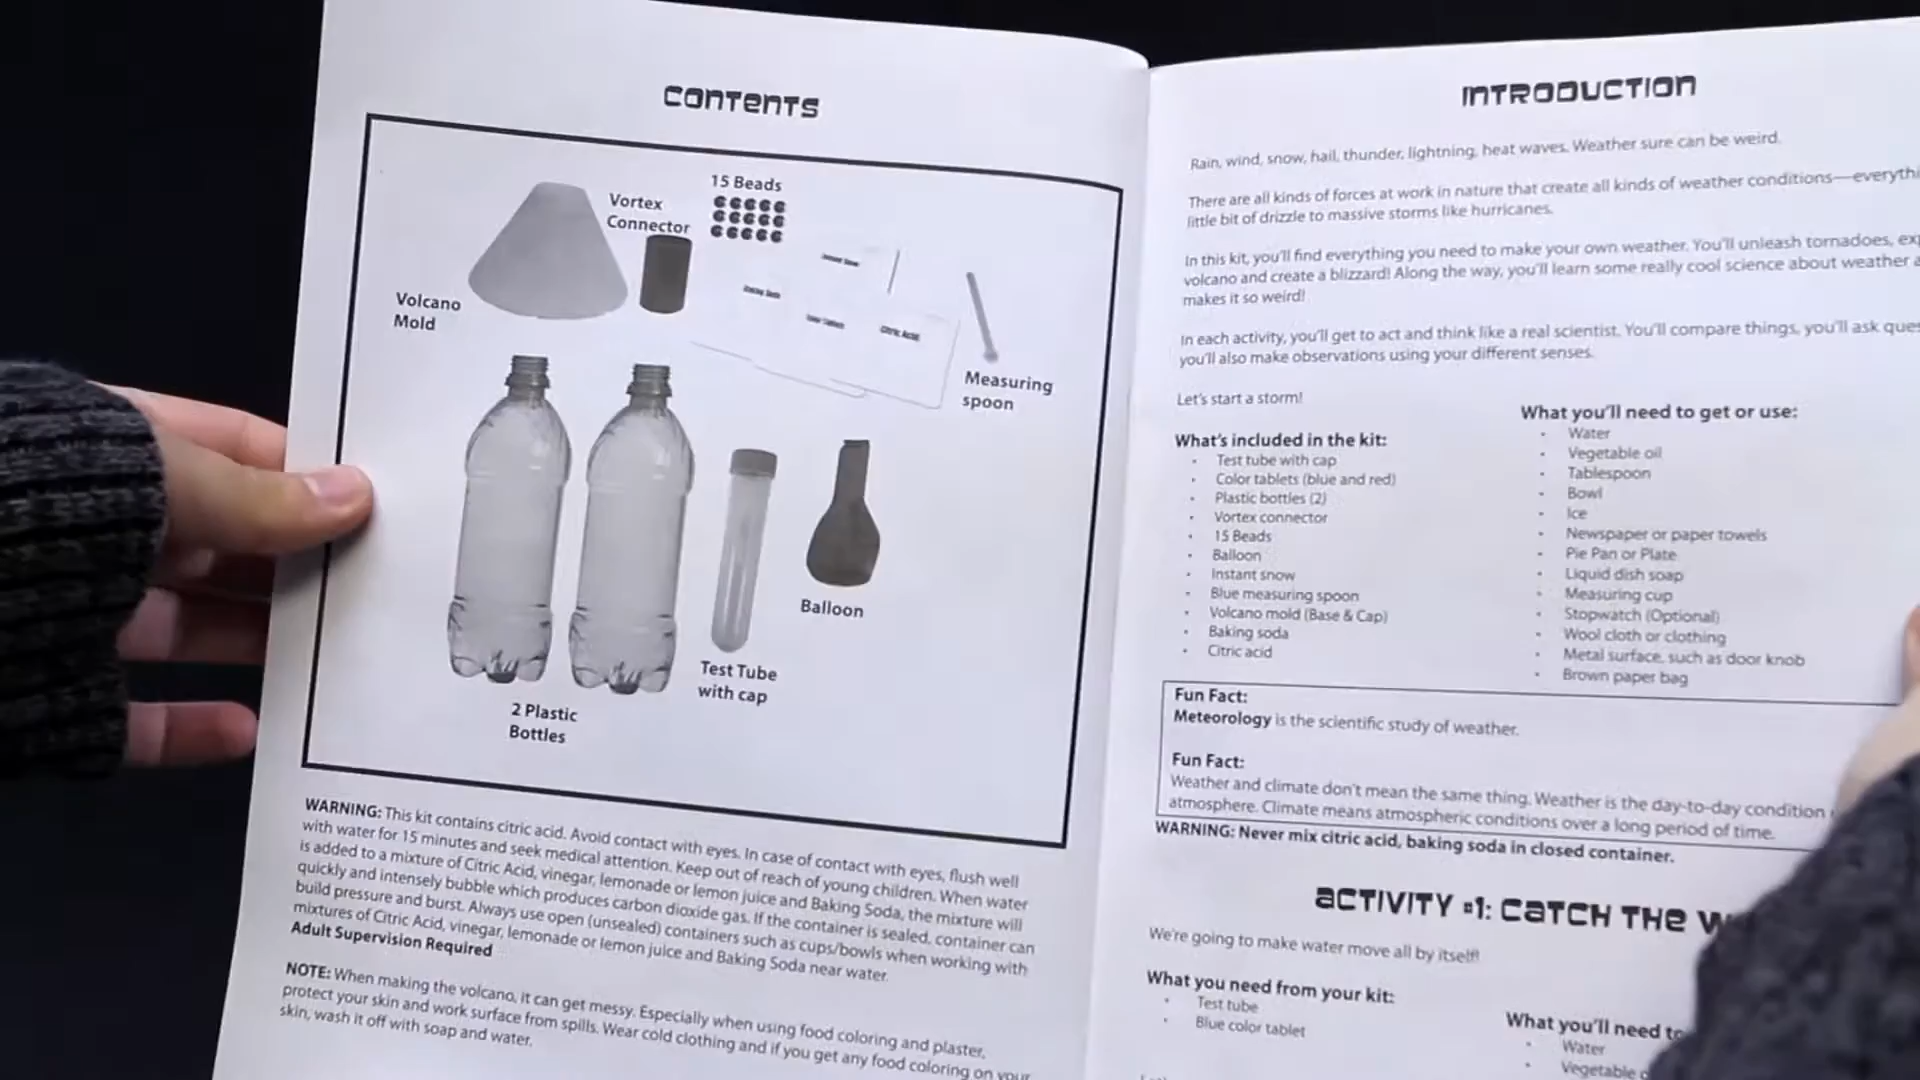 CONTENTS
15 Beads
Vortex
Connector
Volcano
Mold
Instant Snow
Baking Soda
Color Tablets
Citric Acid
Measuring
spoon
Balloon
Test Tube
with cap
2 Plastic
Bottles
WARNING: This kit contains citric acid. Avoid contact with eyes. In case of contact with eyes, flush well
with water for 15 minutes and seek medical attention. Keep out of reach of young children. When water
is added to a mixture of Citric Acid, vinegar, lemonade or lemon juice and Baking Soda, the mixture will
quickly and intensely bubble which produces carbon dioxide gas. If the container is sealed, container can
build pressure and burst. Always use open (unsealed) containers such as cups/bowls when working with
mixtures of Citric Acid, vinegar, lemonade or lemon juice and Baking Soda near water.
Adult Supervision Required
NOTE: When making the volcano, it can get messy. Especially when using food coloring and plaster,
protect your skin and work surface from spills. Wear cold clothing and if you get any food coloring on your
skin, wash it off with soap and water.
INTRODUCTION
Rain, wind, snow, hail, thunder, lightning, heat waves. Weather sure can be weird.
There are all kinds of forces at work in nature that create all kinds of weather conditions—everythi
little bit of drizzle to massive storms like hurricanes.
In this kit, you'll find everything you need to make your own weather. You'll unleash tornadoes, ex
volcano and create a blizzard! Along the way, you'll learn some really cool science about weather a
makes it so weird!
In each activity, you'll get to act and think like a real scientist. You'll compare things, you'll ask ques
you'll also make observations using your different senses.
Let's start a storm!
What's included in the kit:
• Test tube with cap
• Color tablets (blue and red)
• Plastic bottles (2)
• Vortex connector
• 15 Beads
• Balloon
• Instant snow
• Blue measuring spoon
• Volcano mold (Base & Cap)
• Baking soda
• Citric acid
What you'll need to get or use:
• Water
• Vegetable oil
• Tablespoon
• Bowl
• Ice
• Newspaper or paper towels
• Pie Pan or Plate
• Liquid dish soap
• Measuring cup
• Stopwatch (Optional)
• Wool cloth or clothing
• Metal surface, such as door knob
• Brown paper bag
Fun Fact:
Meteorology is the scientific study of weather.
Fun Fact:
Weather and climate don't mean the same thing. Weather is the day-to-day condition
atmosphere. Climate means atmospheric conditions over a long period of time.
WARNING: Never mix citric acid, baking soda in closed container.
ACTIVITY #1: CATCH THE W
We're going to make water move all by itself!
What you need from your kit:
• Test tube
• Blue color tablet
What you'll need to
• Water
• Vegetable